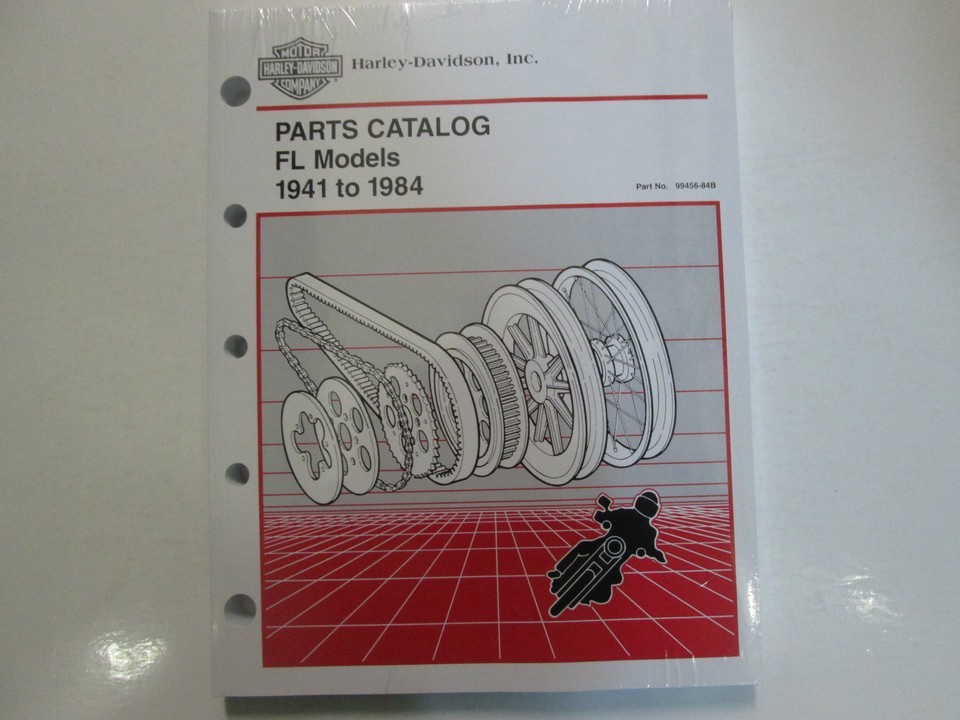 MOTOR
HARLEY-DAVIDSON
COMPANY
Harley-Davidson, Inc.
PARTS CATALOG
FL Models
1941 to 1984
Part No. 99456-84B